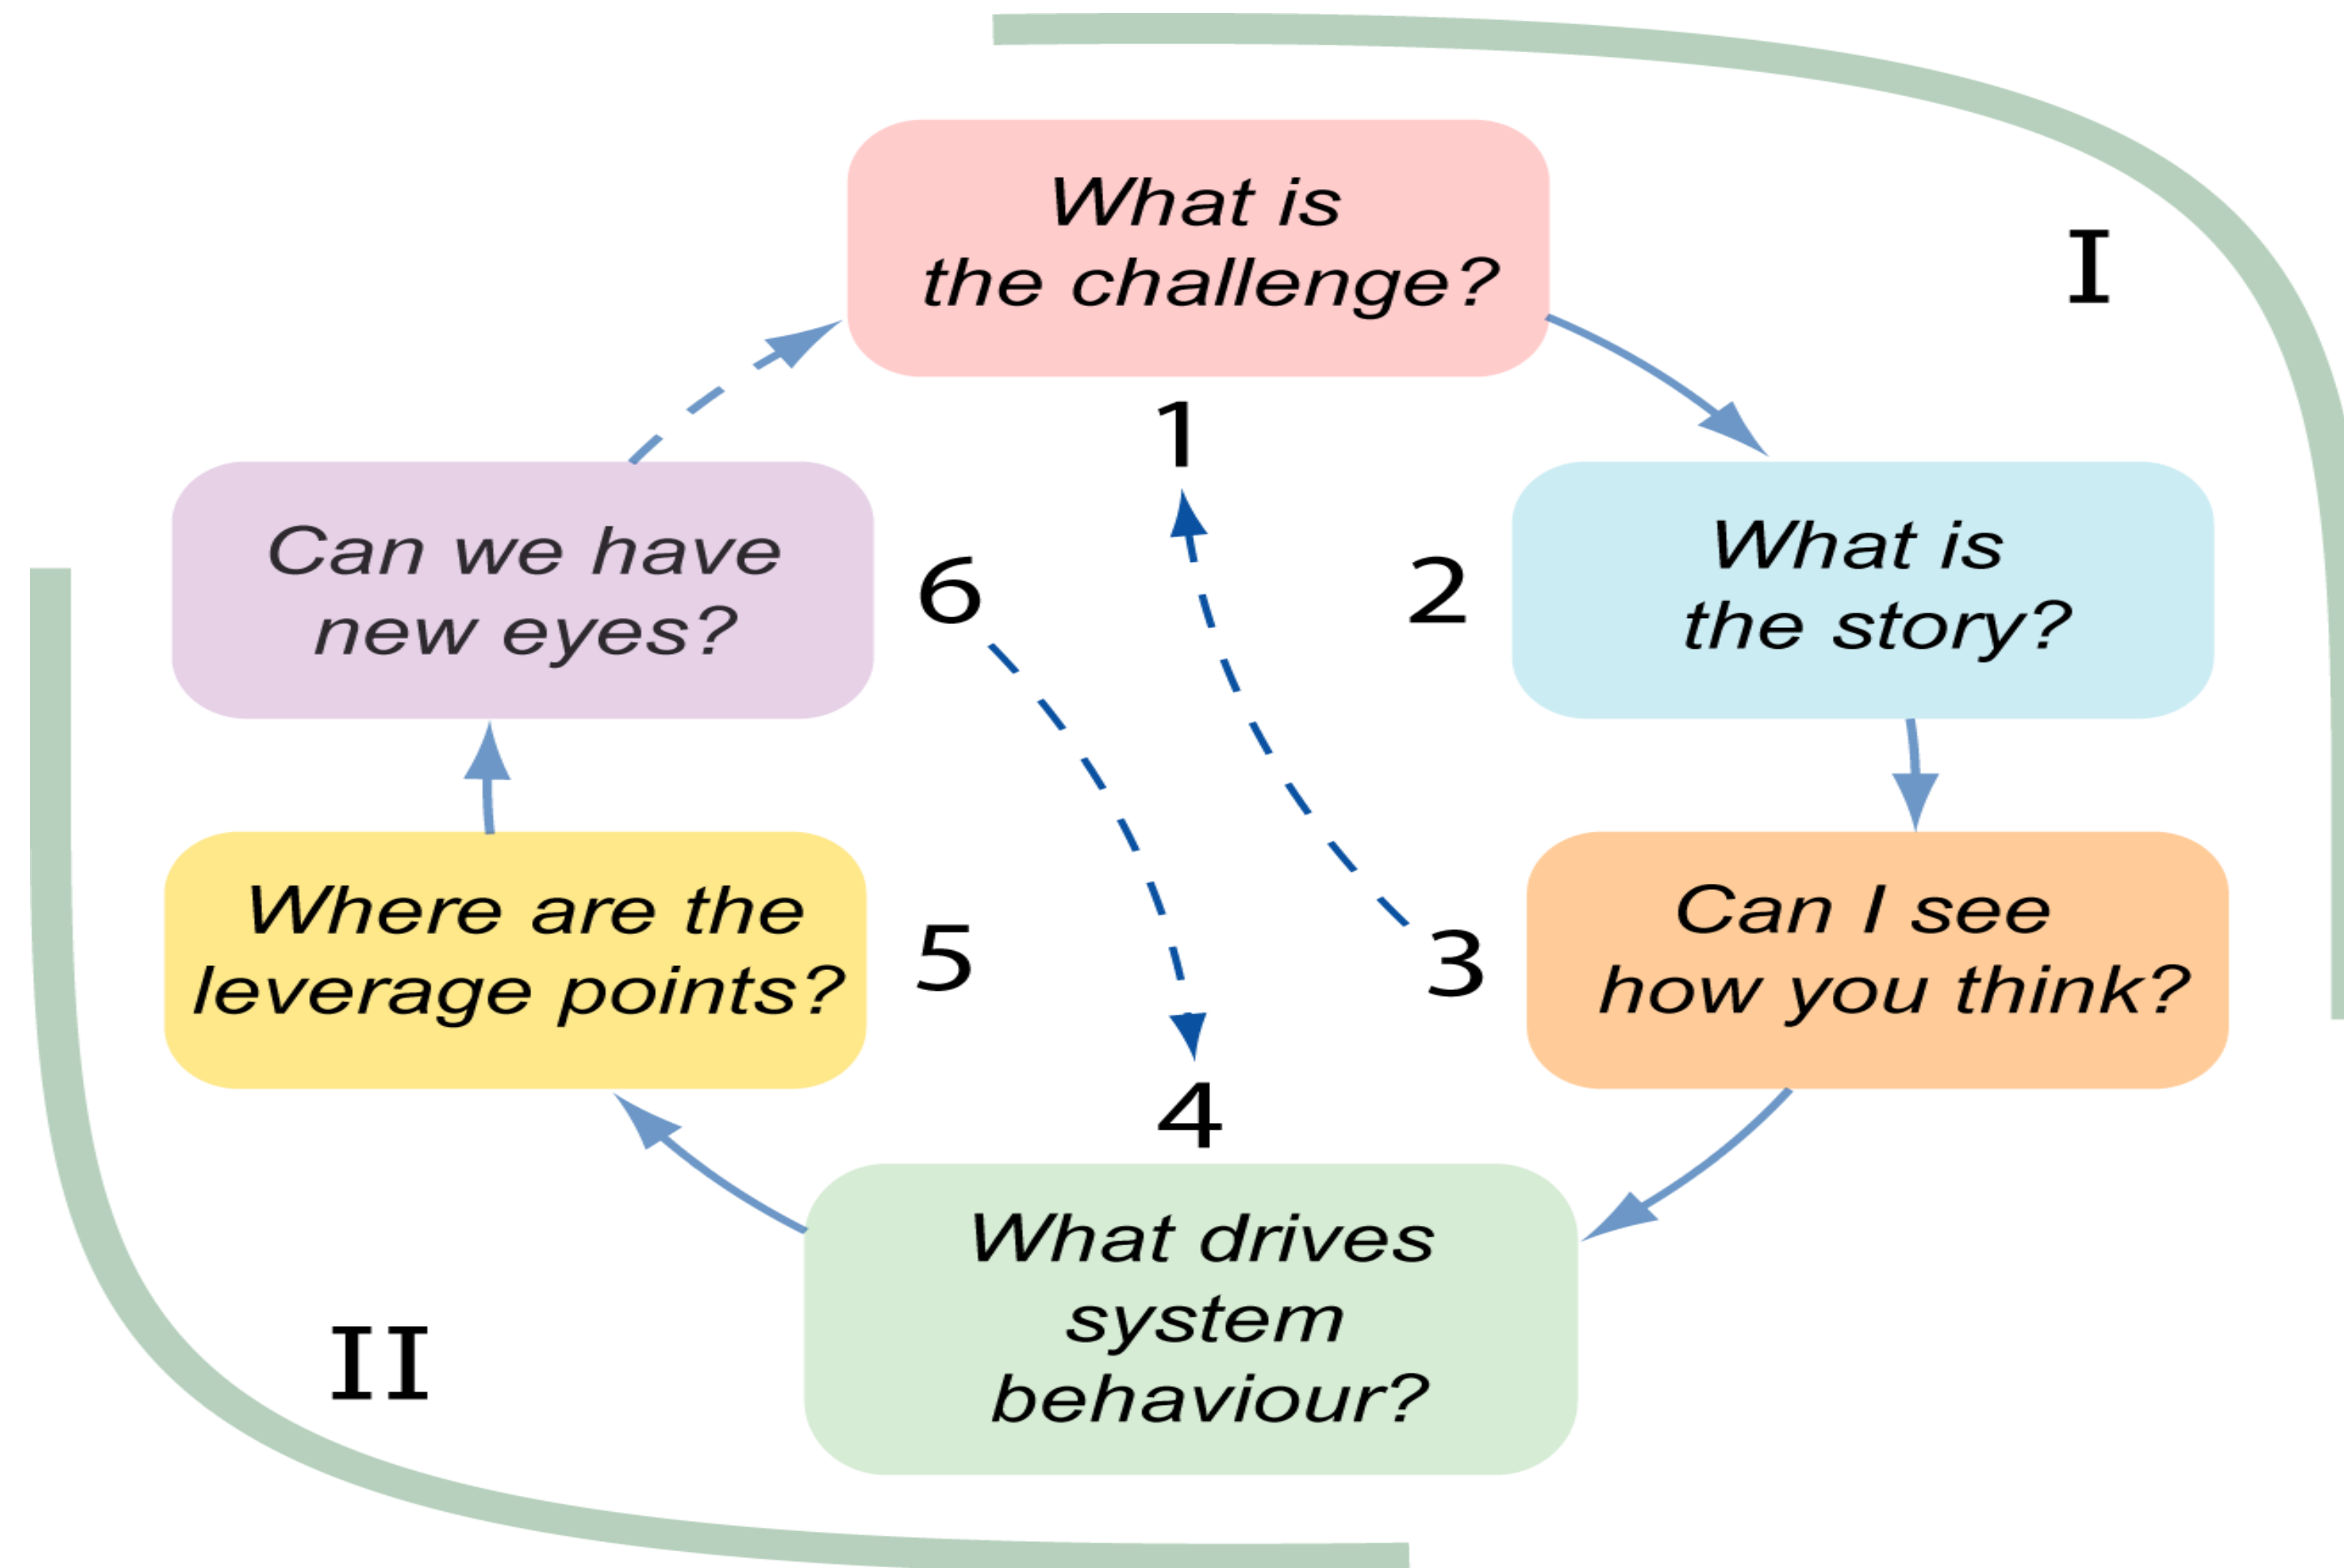 What is
the challenge?
I
1
What is
the story?
2
Can I see
how you think?
3
4
What drives
system
behaviour?
II
Where are the
leverage points?
5
Can we have
new eyes?
6